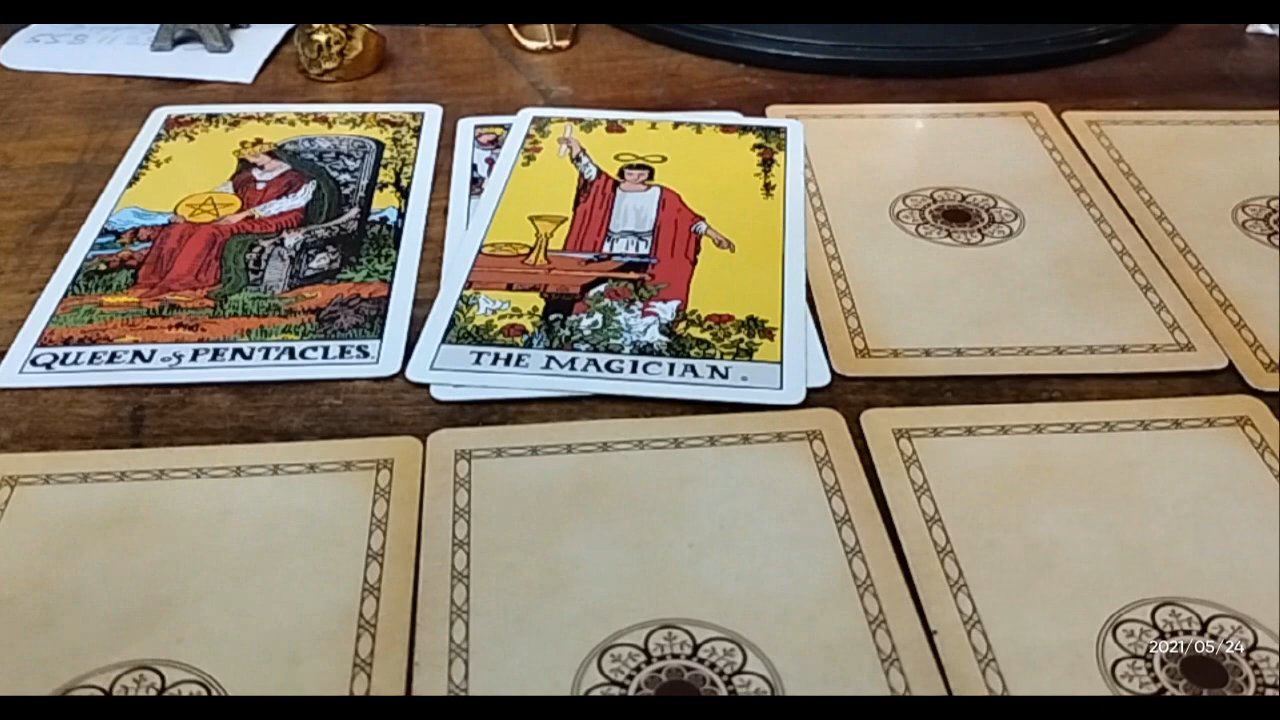 I
QUEEN of PENTACLES.
THE MAGICIAN.
2021/05/24